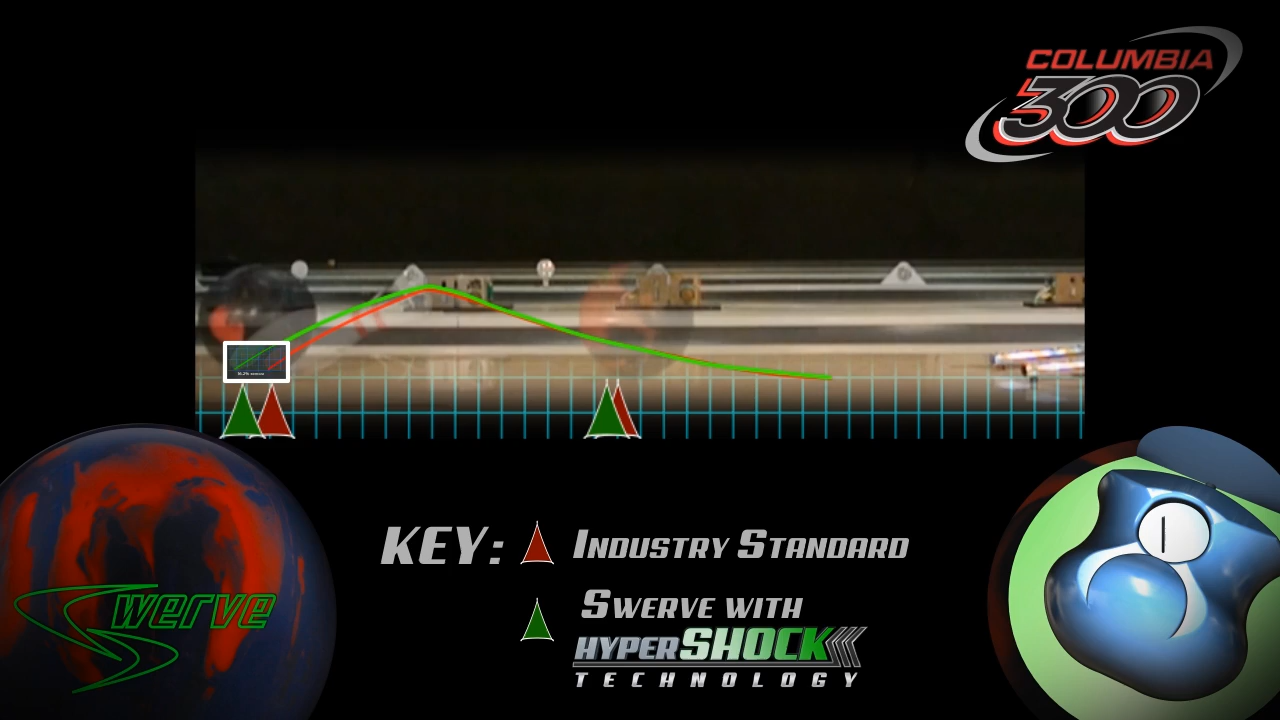 COLUMBIA
300
KEY:
INDUSTRY STANDARD
Swerve
SWERVE WITH
HYPERSHOCK
TECHNOLOGY